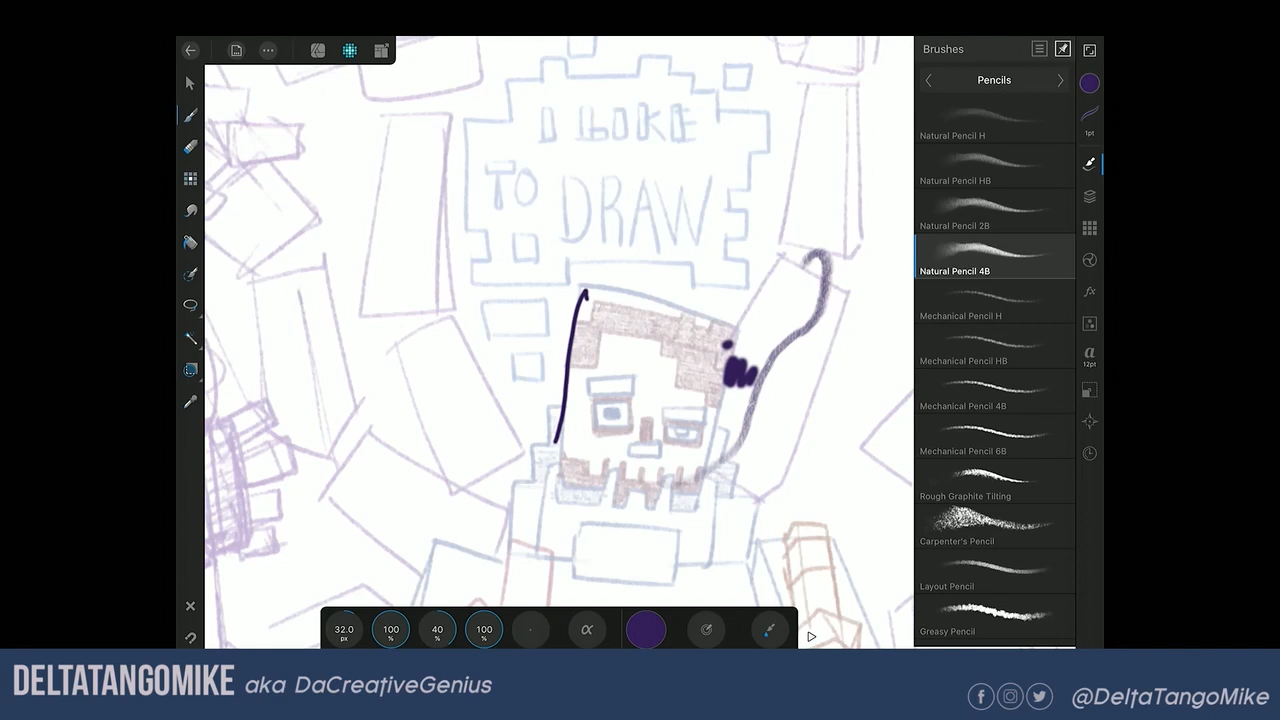 Brushes
Pencils
Natural Pencil H
Natural Pencil HB
Natural Pencil 2B
Natural Pencil 4B
Mechanical Pencil H
Mechanical Pencil HB
Mechanical Pencil 4B
Mechanical Pencil 6B
Rough Graphite Tilting
Carpenter's Pencil
Layout Pencil
Greasy Pencil
1pt
fx
a
12pt
TO DRAW
32.0 px
100 %
40 %
100 %
α
DELTATANGOMIKE aka DaCreativeGenius
@DeltaTangoMike